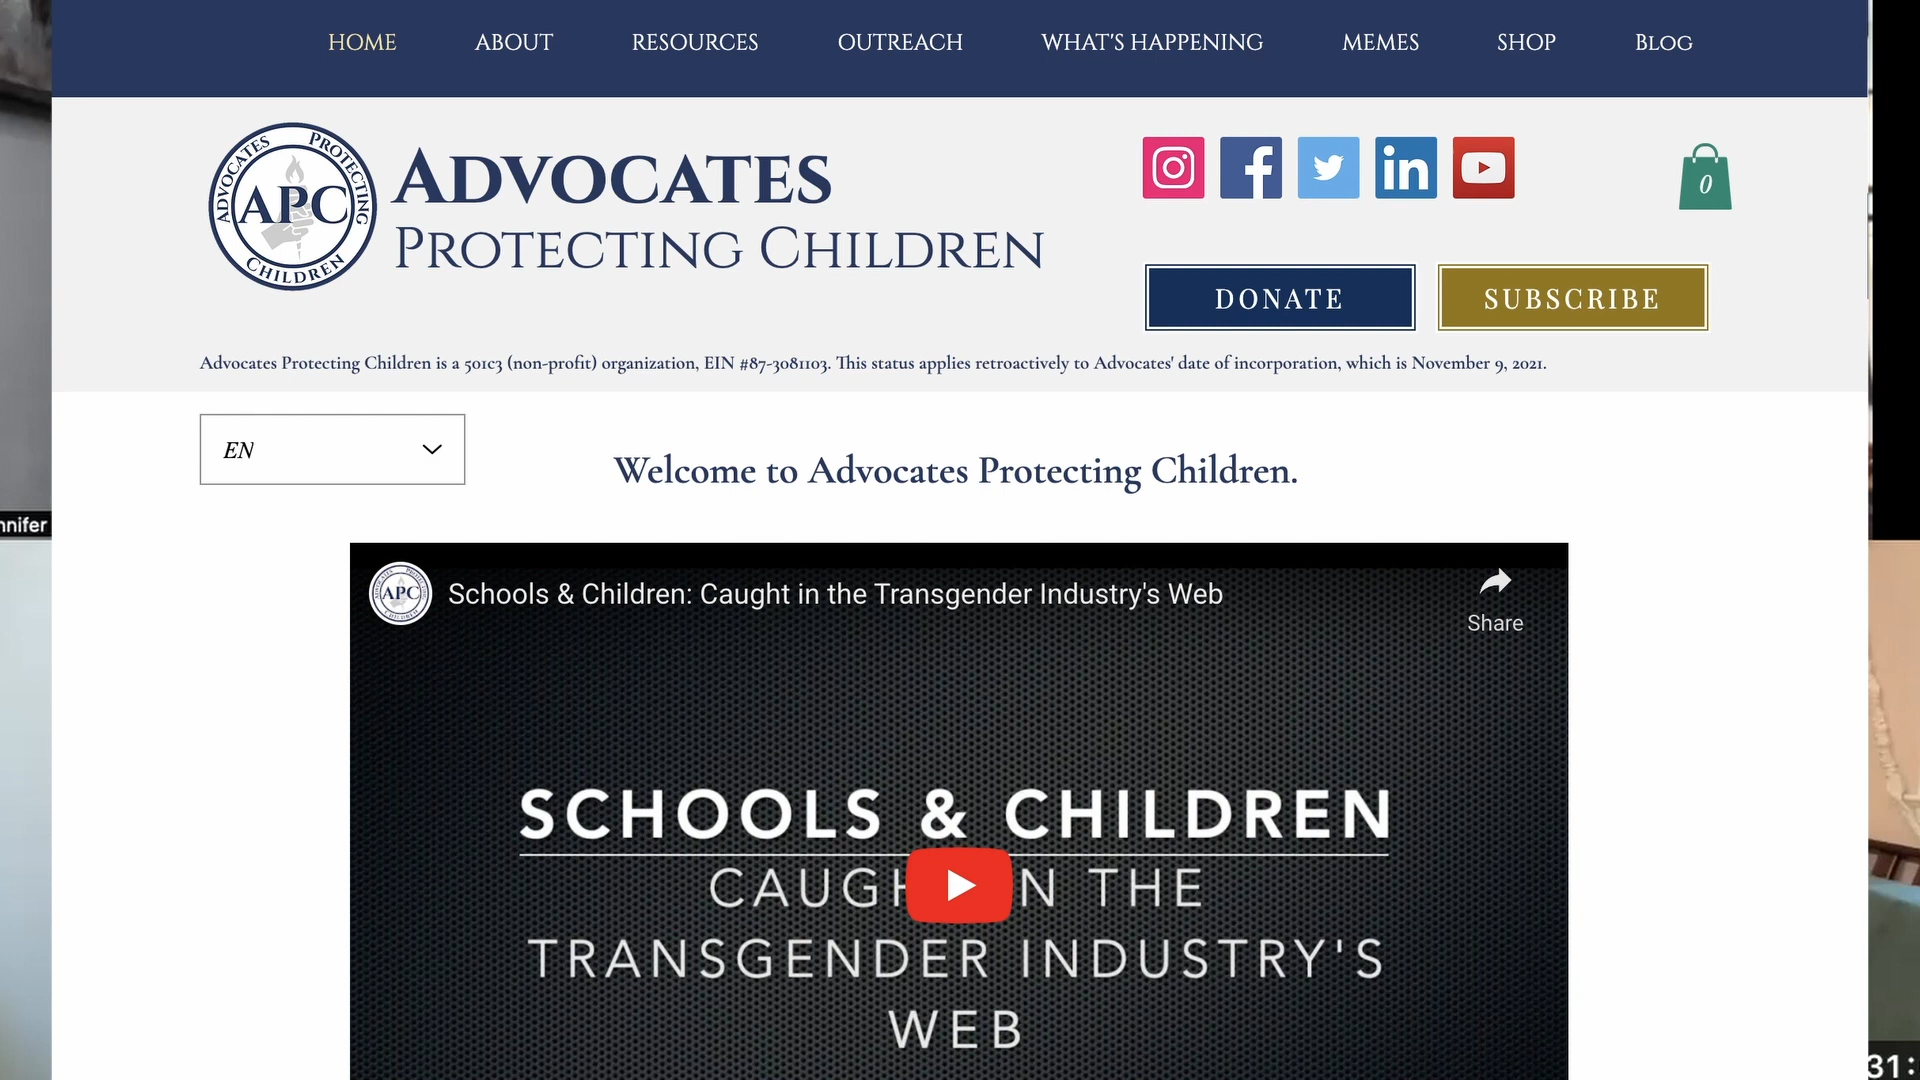 HOME ABOUT RESOURCES OUTREACH WHAT'S HAPPENING MEMES SHOP BLOG
ADVOCATES PROTECTING CHILDREN
APC
ADVOCATES
PROTECTING CHILDREN
0
DONATE SUBSCRIBE
Advocates Protecting Children is a 501c3 (non-profit) organization, EIN #87-3081103. This status applies retroactively to Advocates' date of incorporation, which is November 9, 2021.
EN
Welcome to Advocates Protecting Children.
nnifer
APC
Schools & Children: Caught in the Transgender Industry's Web
Share
SCHOOLS & CHILDREN
CAUGH N THE
TRANSGENDER INDUSTRY'S
WEB
31: